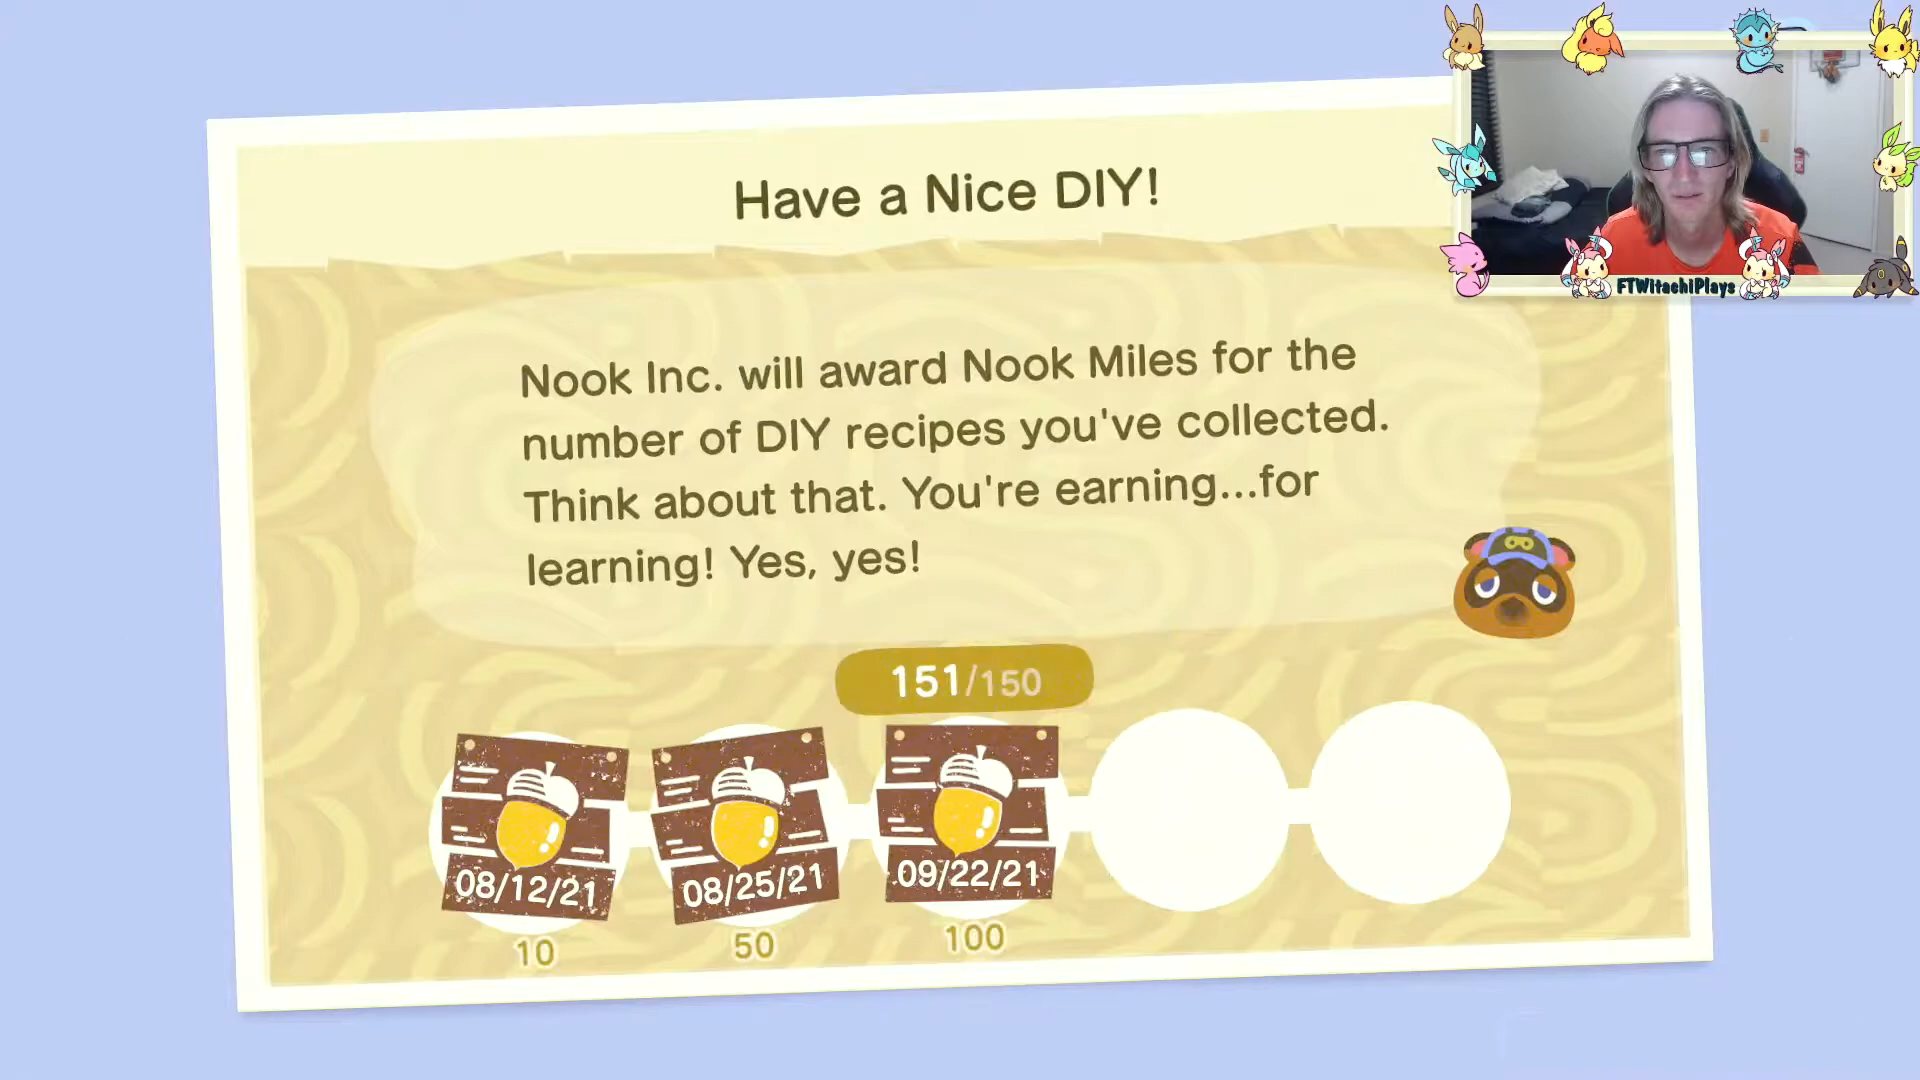 Have a Nice DIY!
Nook Inc. will award Nook Miles for the
number of DIY recipes you've collected.
Think about that. You're earning...for
learning! Yes, yes!
151/150
08/12/21
08/25/21
09/22/21
10
50
100
FTWitachiPlays